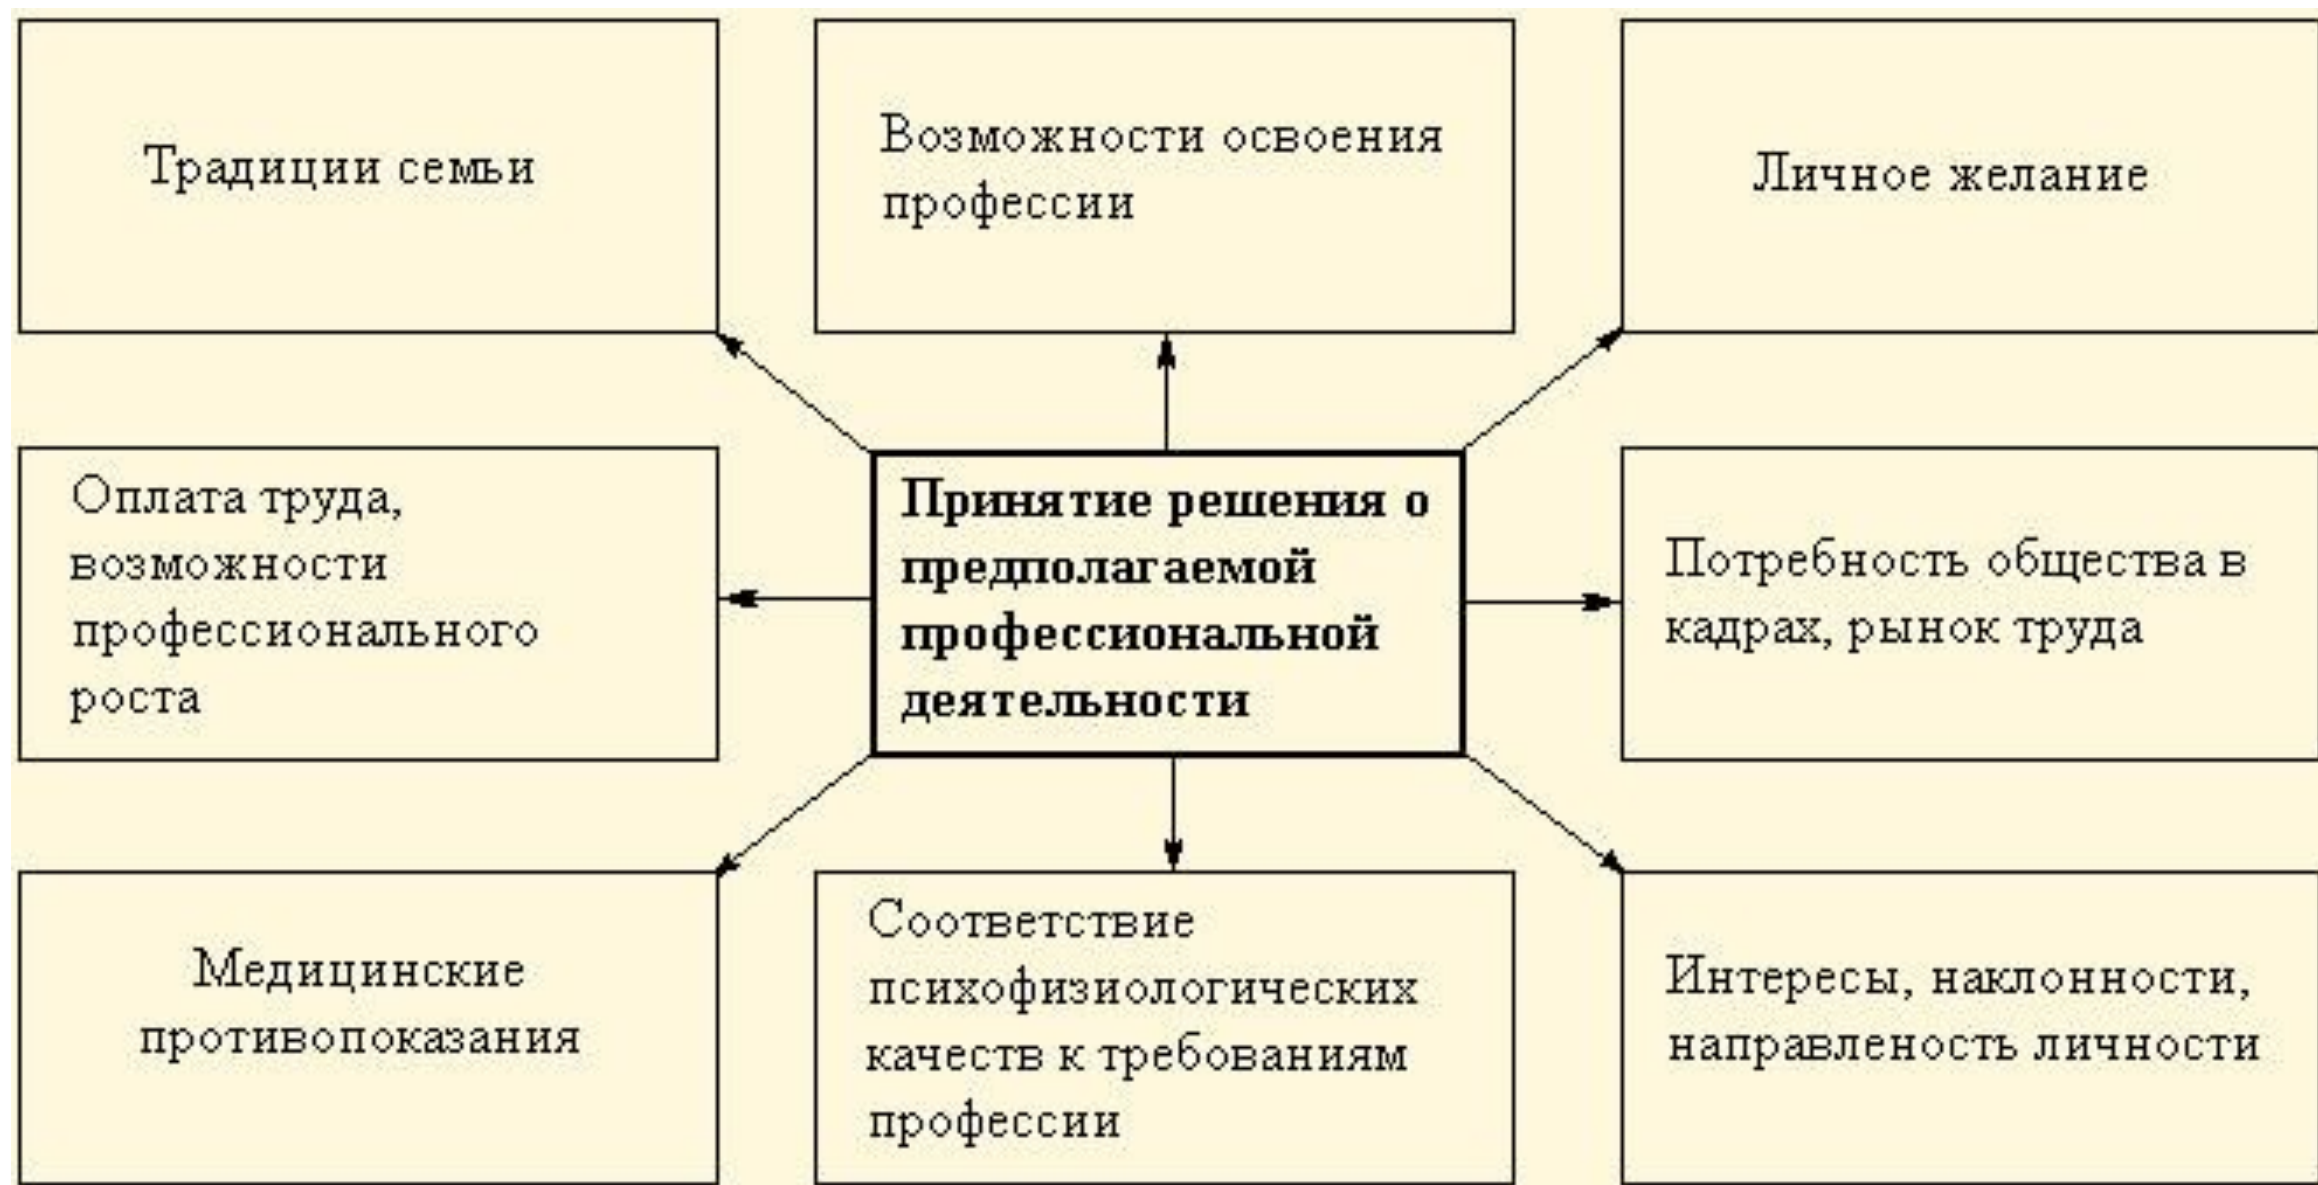 Традиции семьи
Возможности освоения
профессии
Личное желание
Оплата труда,
возможности
профессионального
роста
Принятие решения о
предполагаемой
профессиональной
деятельности
Потребность общества в
кадрах, рынок труда
Медицинские
противопоказания
Соответствие
психофизиологических
качеств к требованиям
профессии
Интересы, наклонности,
направленость личности